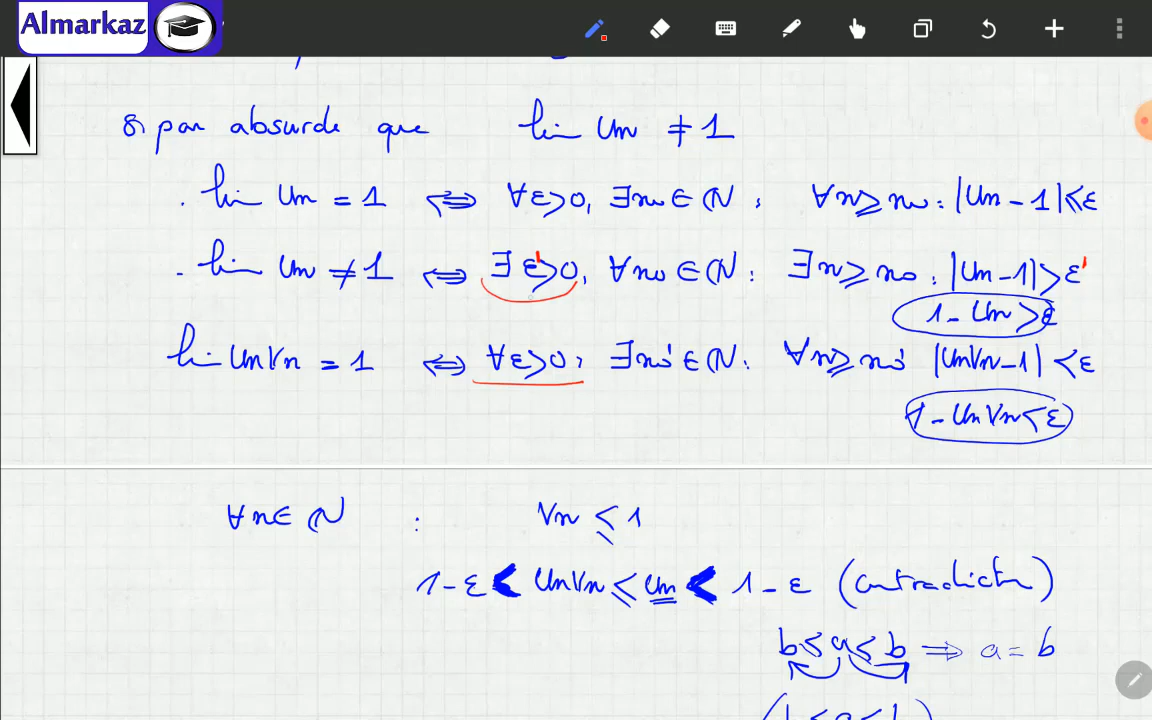 Almarkaz
S, par absurde que lim Un ≠ 1
. lim Un = 1 ⟺ ∀ε>0, ∃n0 ∈ ℕ : ∀n ≥ n0 : |Un - 1| ≤ ε
. lim Un ≠ 1 ⟺ ∃ ε'>0, ∀n0 ∈ ℕ : ∃n ≥ n0 : |Un - 1| > ε'
1 - Un > ε
lim UnVn = 1 ⟺ ∀ε>0, ∃n0' ∈ ℕ : ∀n ≥ n0' |UnVn - 1| < ε
1 - UnVn < ε
∀n ∈ ℕ : Vn ≤ 1
1 - ε < UnVn ≤ Un < 1 - ε (contradiction)
b ≤ a ≤ b ⟹ a = b